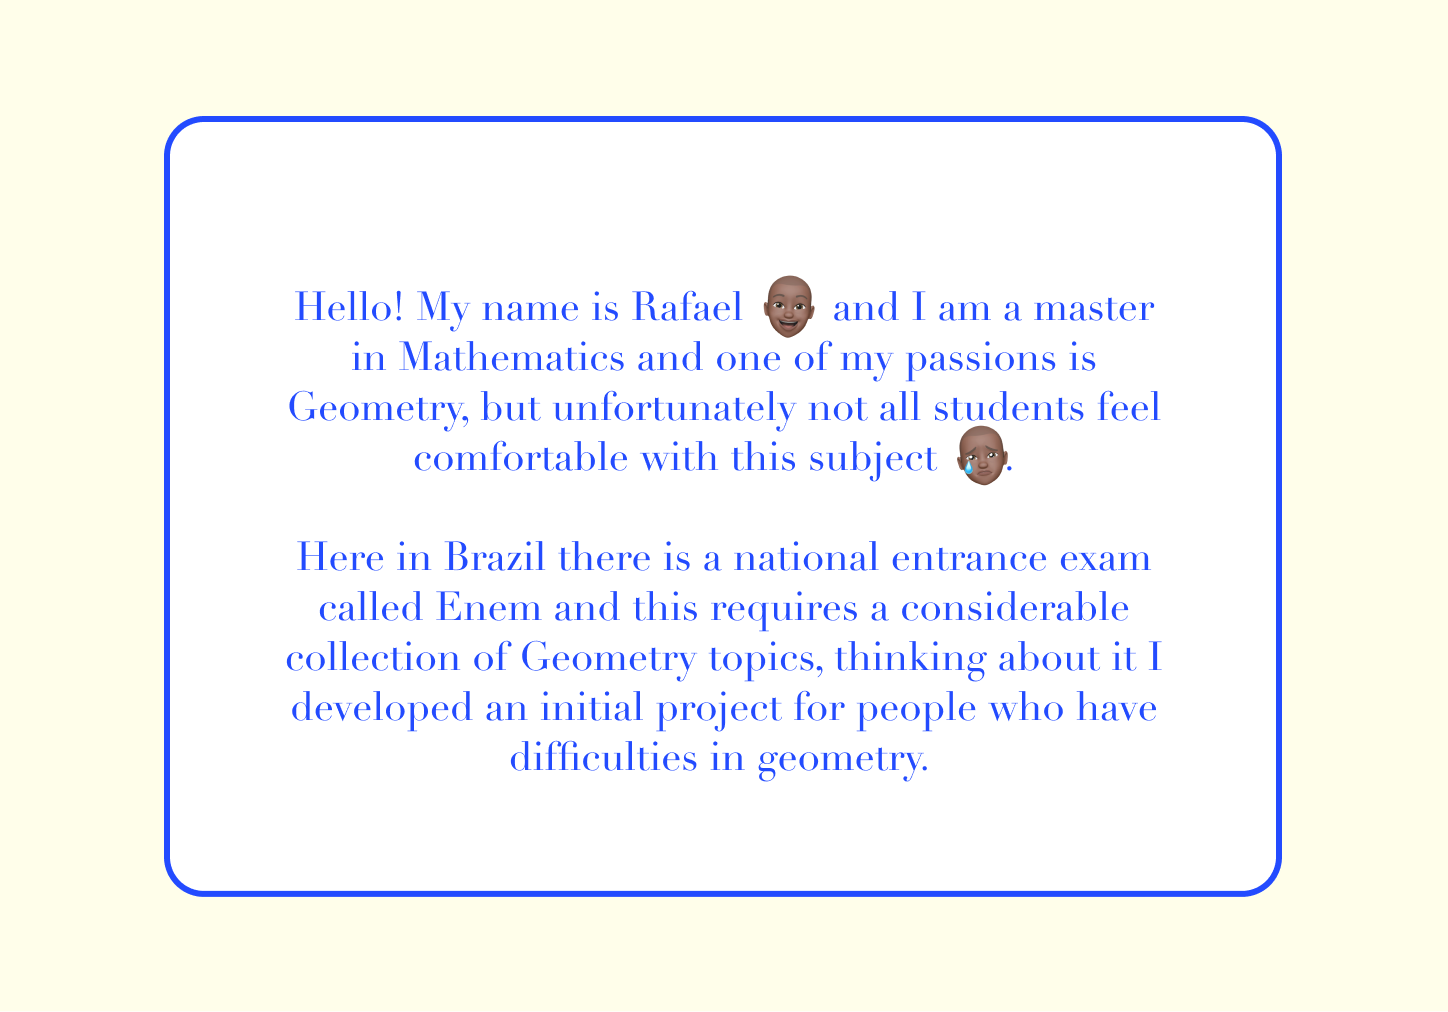 Hello! My name is Rafael and I am a master
in Mathematics and one of my passions is
Geometry, but unfortunately not all students feel
comfortable with this subject .
Here in Brazil there is a national entrance exam
called Enem and this requires a considerable
collection of Geometry topics, thinking about it I
developed an initial project for people who have
difficulties in geometry.